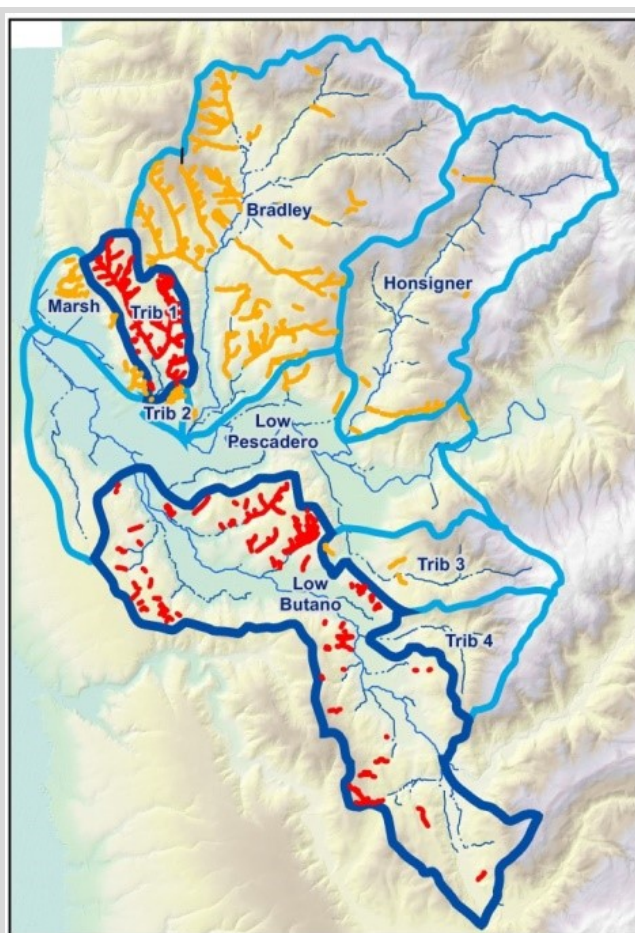 Bradley
Honsigner
Marsh
Trib 1
Trib 2
Low
Pescadero
Trib 3
Low
Butano
Trib 4